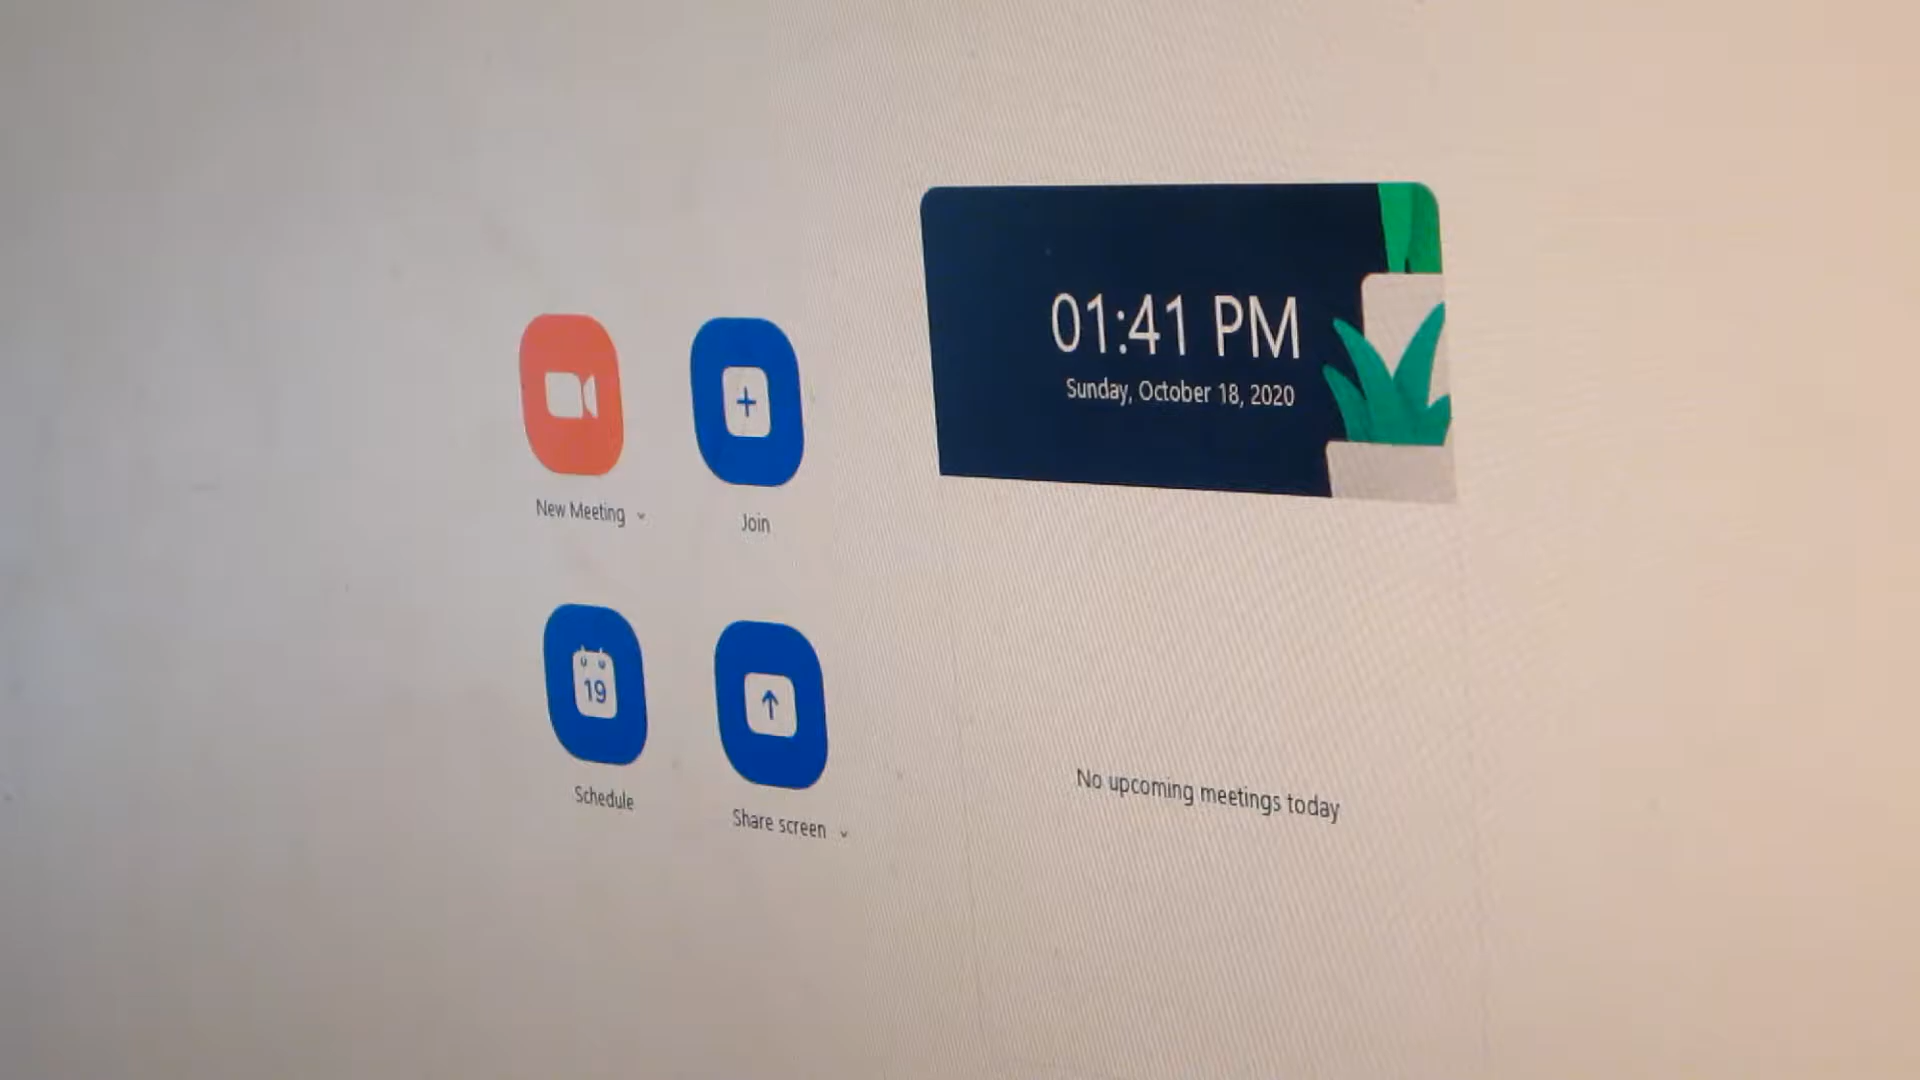 01:41 PM
Sunday, October 18, 2020
New Meeting
Join
19
Schedule
Share screen
No upcoming meetings today